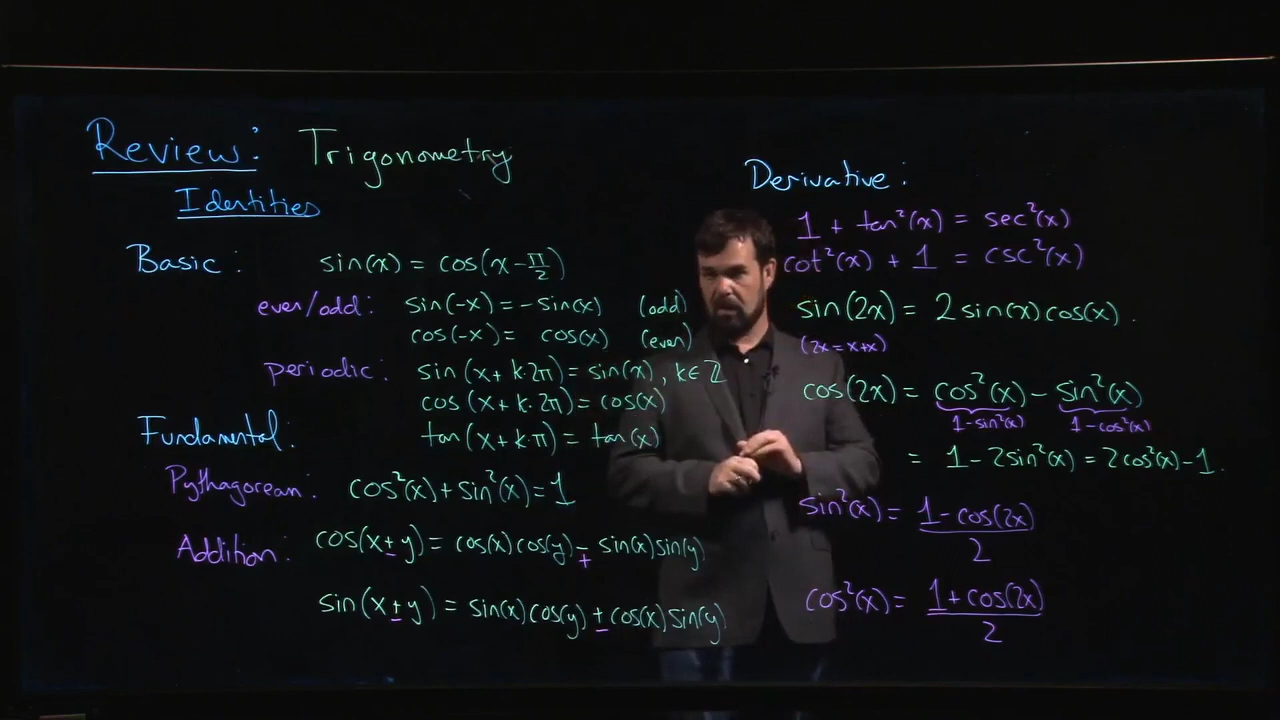 Review: Trigonometry
Identities
Basic: sin(x) = cos(x - π/2)
even/odd: sin(-x) = - sin(x) (odd)
cos(-x) = cos(x) (even)
periodic: sin(x + k·2π) = sin(x), k ∈ ℤ
cos(x + k·2π) = cos(x)
tan(x + k·π) = tan(x)
Fundamental:
Pythagorean: cos²(x) + sin²(x) = 1
Addition: cos(x ± y) = cos(x)cos(y) ∓ sin(x)sin(y)
sin(x ± y) = sin(x)cos(y) ± cos(x)sin(y)
Derivative:
1 + tan²(x) = sec²(x)
cot²(x) + 1 = csc²(x)
sin(2x) = 2 sin(x) cos(x).
(2x = x+x)
cos(2x) = cos²(x) - sin²(x)
1-sin²(x) 1-cos²(x)
= 1 - 2sin²(x) = 2cos²(x) - 1.
sin²(x) = (1 - cos(2x))/2
cos²(x) = (1 + cos(2x))/2